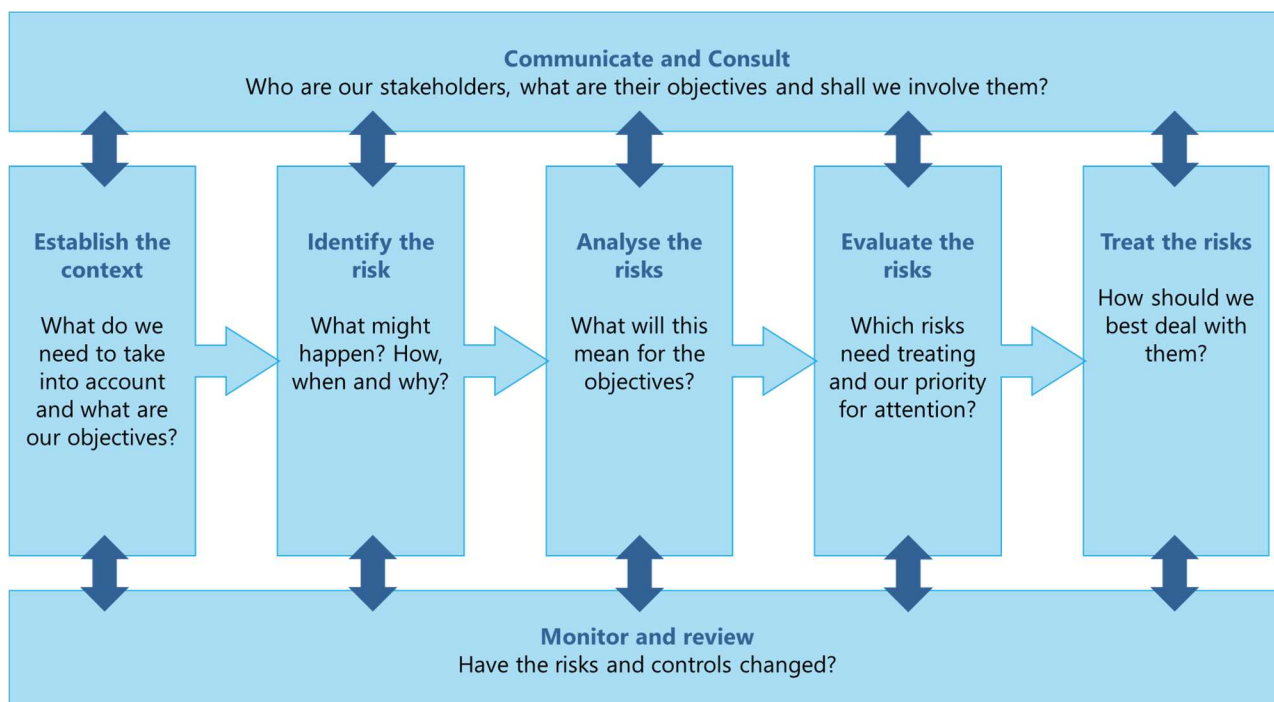 Communicate and Consult
Who are our stakeholders, what are their objectives and shall we involve them?
Establish the
context
What do we
need to take
into account
and what are
our objectives?
Identify the
risk
What might
happen? How,
when and why?
Analyse the
risks
What will this
mean for the
objectives?
Evaluate the
risks
Which risks
need treating
and our priority
for attention?
Treat the risks
How should we
best deal with
them?
Monitor and review
Have the risks and controls changed?